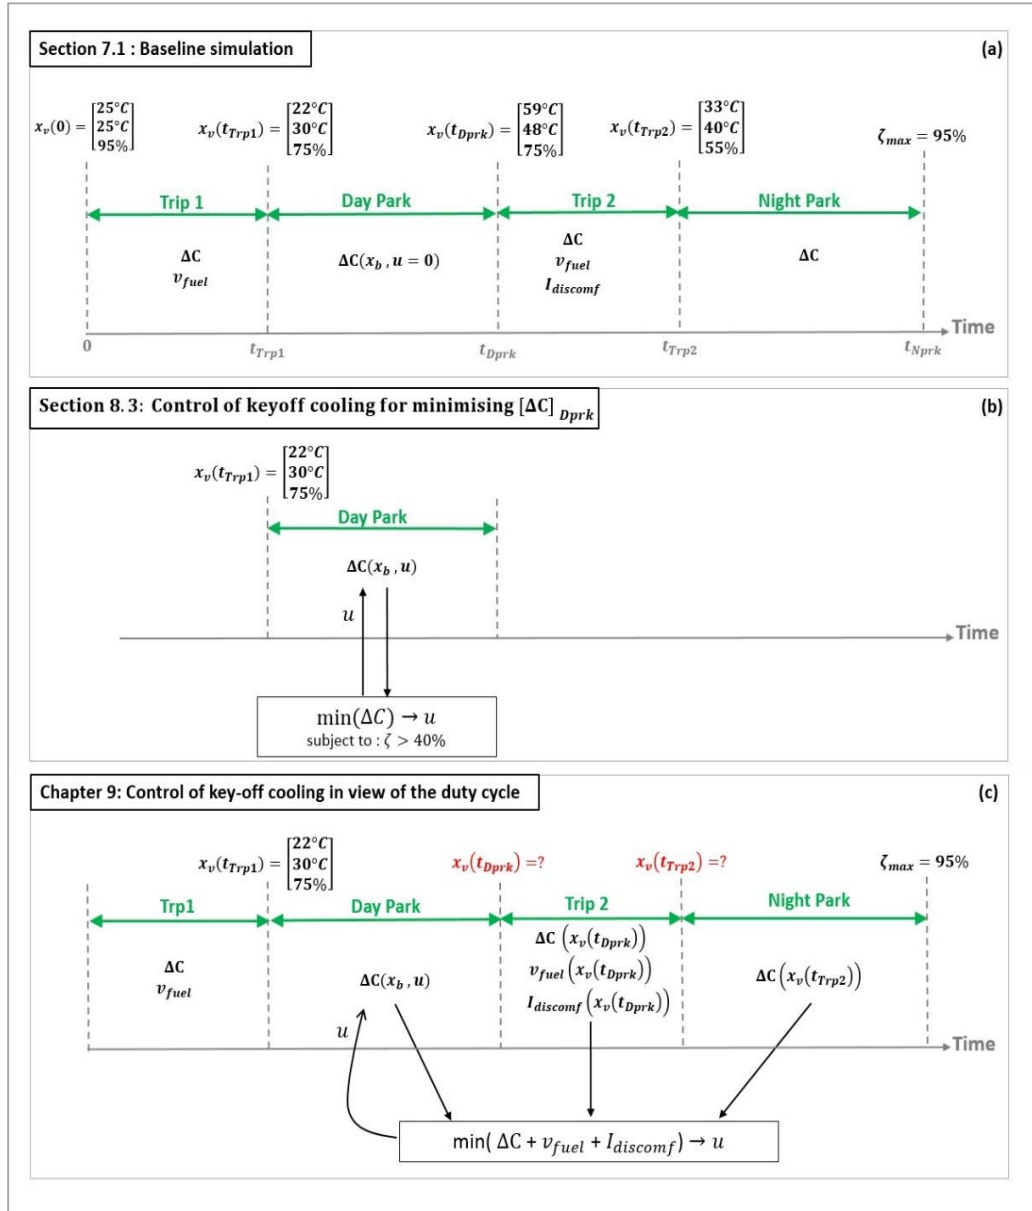 Section 7.1 : Baseline simulation (a)
x_v(0) = [25°C 25°C 95%] x_v(t_Trp1) = [22°C 30°C 75%] x_v(t_Dprk) = [59°C 48°C 75%] x_v(t_Trp2) = [33°C 40°C 55%] ζ_max = 95%
Trip 1 Day Park Trip 2 Night Park
ΔC ΔC(x_b, u = 0) ΔC ΔC
v_fuel v_fuel
I_discomf
Time
0 t_Trp1 t_Dprk t_Trp2 t_Nprk
Section 8.3: Control of keyoff cooling for minimising [ΔC]_Dprk (b)
x_v(t_Trp1) = [22°C 30°C 75%]
Day Park
ΔC(x_b, u)
u
Time
min(ΔC) → u
subject to : ζ > 40%
Chapter 9: Control of key-off cooling in view of the duty cycle (c)
x_v(t_Trp1) = [22°C 30°C 75%] x_v(t_Dprk) =? x_v(t_Trp2) =? ζ_max = 95%
Trp1 Day Park Trip 2 Night Park
ΔC ΔC(x_b, u) ΔC (x_v(t_Dprk)) ΔC(x_v(t_Trp2))
v_fuel v_fuel(x_v(t_Dprk))
I_discomf(x_v(t_Dprk))
u
Time
min( ΔC + v_fuel + I_discomf) → u